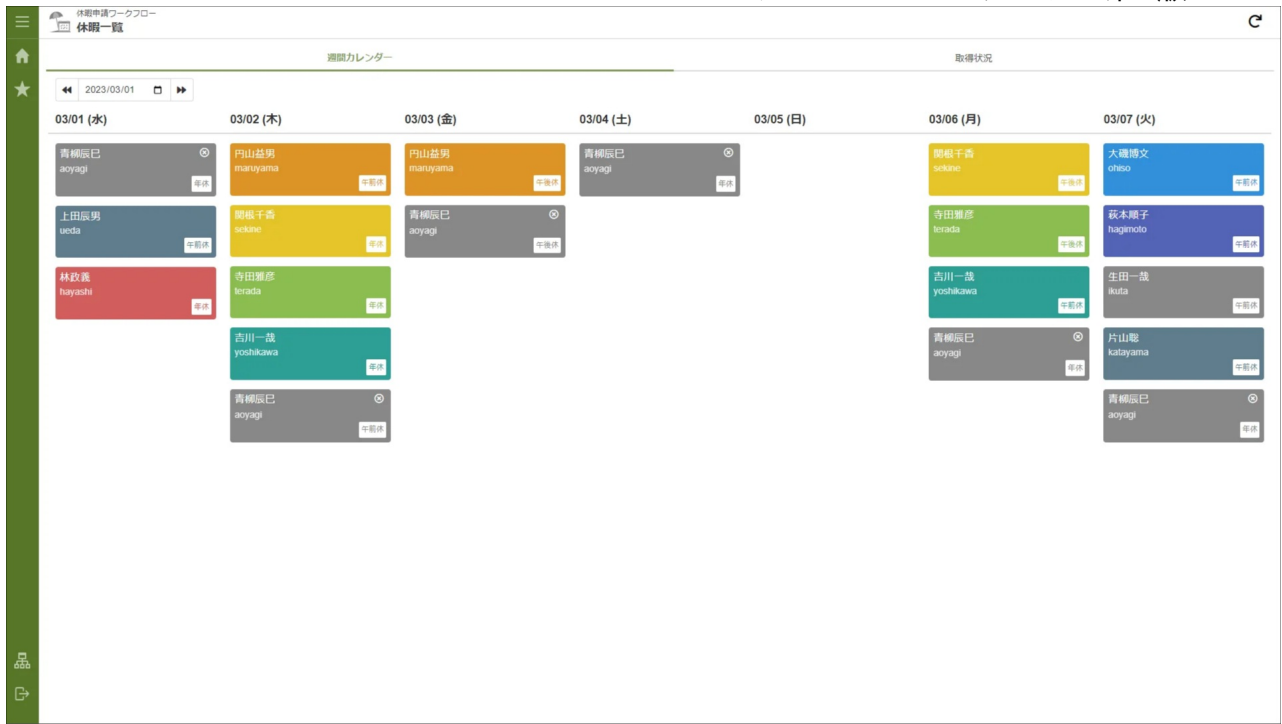 休暇申請ワークフロー
休暇一覧
週間カレンダー
取得状況
2023/03/01
03/01 (水)
03/02 (木)
03/03 (金)
03/04 (土)
03/05 (日)
03/06 (月)
03/07 (火)
青柳辰巳
aoyagi
年休
上田辰男
ueda
午前休
林政義
hayashi
年休
円山益男
maruyama
午前休
関根千香
sekine
年休
寺田雅彦
terada
年休
吉川一哉
yoshikawa
年休
青柳辰巳
aoyagi
午前休
円山益男
maruyama
午後休
青柳辰巳
aoyagi
午後休
青柳辰巳
aoyagi
年休
関根千香
sekine
午後休
寺田雅彦
terada
午後休
吉川一哉
yoshikawa
午前休
青柳辰巳
aoyagi
年休
大磯博文
ohiso
午前休
萩本順子
hagimoto
午前休
生田一哉
ikuta
午前休
片山聡
katayama
午前休
青柳辰巳
aoyagi
年休